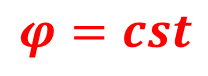 φ = cst